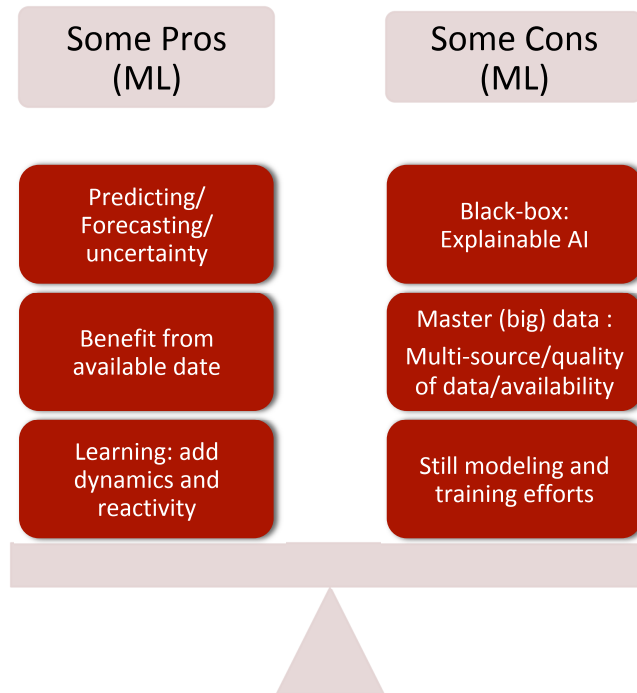 Some Pros
(ML)
Some Cons
(ML)
Predicting/
Forecasting/
uncertainty
Black-box:
Explainable AI
Benefit from
available date
Master (big) data :
Multi-source/quality
of data/availability
Learning: add
dynamics and
reactivity
Still modeling and
training efforts